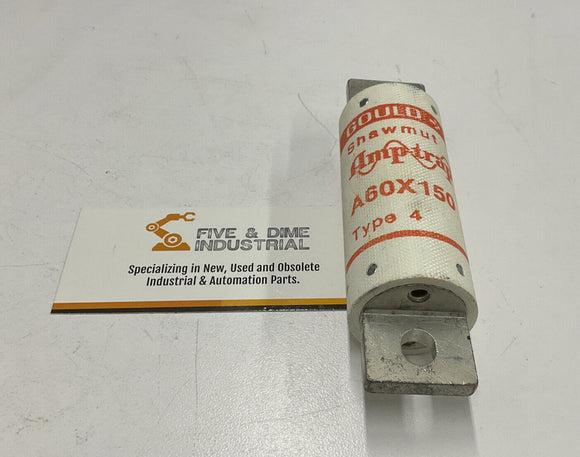 FIVE & DIME
INDUSTRIAL
Specializing in New, Used and Obsolete
Industrial & Automation Parts.
GOULD
Shawmut
Amp-trap
A60X150
Type 4